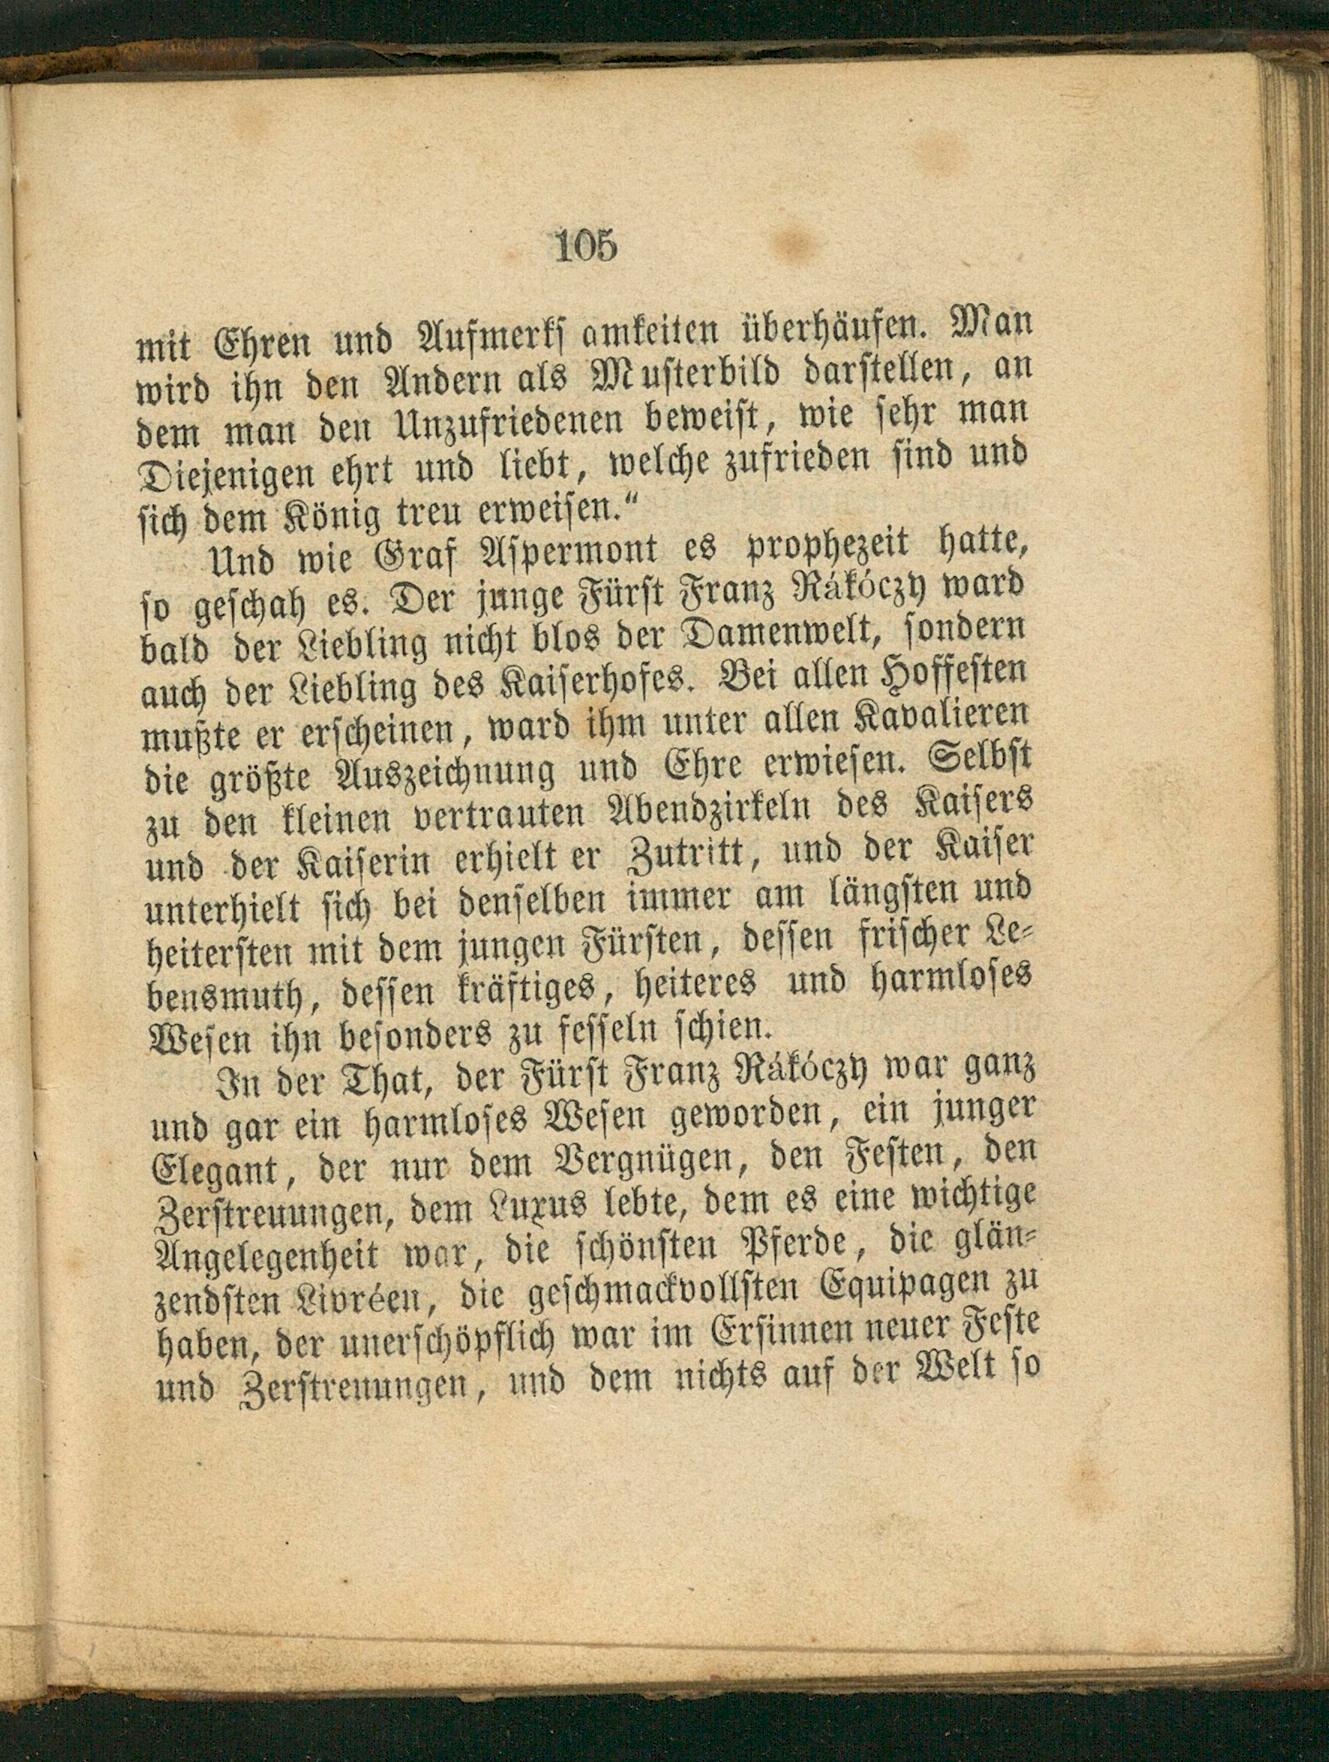 105
mit Ehren und Aufmerks amkeiten überhäufen. Man
wird ihn den Andern als Musterbild darstellen, an
dem man den Unzufriedenen beweist, wie sehr man
Diejenigen ehrt und liebt, welche zufrieden sind und
sich dem König treu erweisen.“
Und wie Graf Aspermont es prophezeit hatte,
so geschah es. Der junge Fürst Franz Rákóczy ward
bald der Liebling nicht blos der Damenwelt, sondern
auch der Liebling des Kaiserhofes. Bei allen Hoffesten
mußte er erscheinen, ward ihm unter allen Kavalieren
die größte Auszeichnung und Ehre erwiesen. Selbst
zu den kleinen vertrauten Abendzirkeln des Kaisers
und der Kaiserin erhielt er Zutritt, und der Kaiser
unterhielt sich bei denselben immer am längsten und
heitersten mit dem jungen Fürsten, dessen frischer Le-
bensmuth, dessen kräftiges, heiteres und harmloses
Wesen ihn besonders zu fesseln schien.
In der That, der Fürst Franz Rákóczy war ganz
und gar ein harmloses Wesen geworden, ein junger
Elegant, der nur dem Vergnügen, den Festen, den
Zerstreuungen, dem Luxus lebte, dem es eine wichtige
Angelegenheit war, die schönsten Pferde, die glän-
zendsten Livréen, die geschmackvollsten Equipagen zu
haben, der unerschöpflich war im Ersinnen neuer Feste
und Zerstreuungen, und dem nichts auf der Welt so